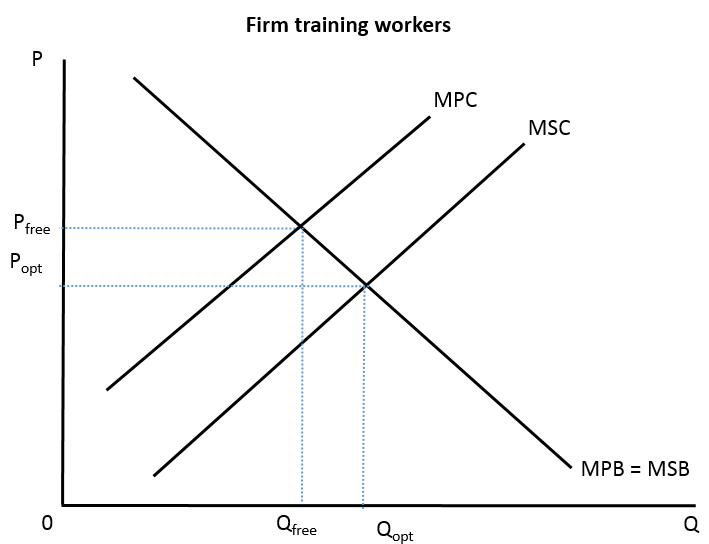 Firm training workers
P
MPC
MSC
Pfree
Popt
MPB = MSB
0
Qfree
Qopt
Q